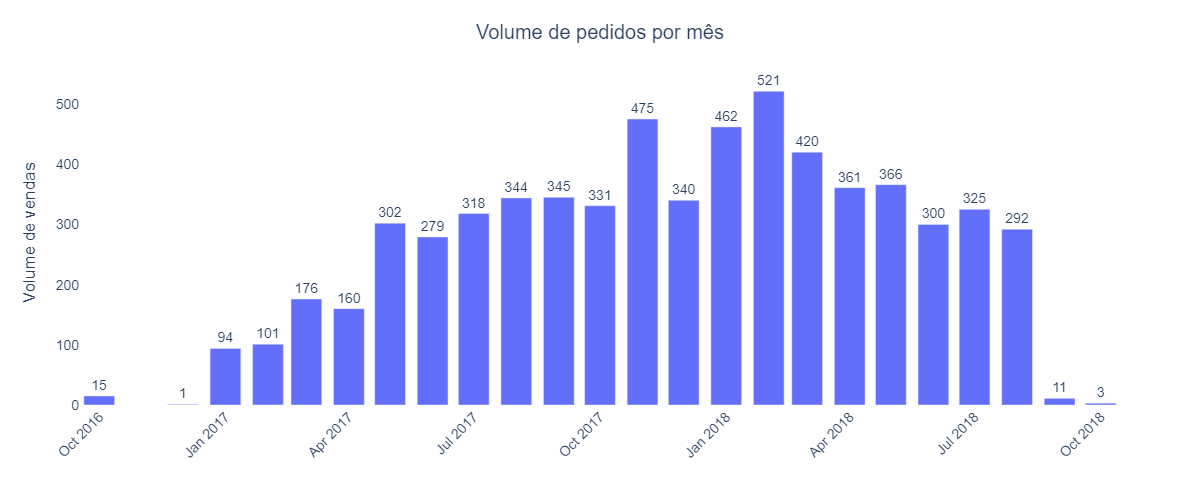 Volume de pedidos por mês
Volume de vendas
500
400
300
200
100
0
15
1
94
101
176
160
302
279
318
344
345
331
475
340
462
521
420
361
366
300
325
292
11
3
Oct 2016
Jan 2017
Apr 2017
Jul 2017
Oct 2017
Jan 2018
Apr 2018
Jul 2018
Oct 2018